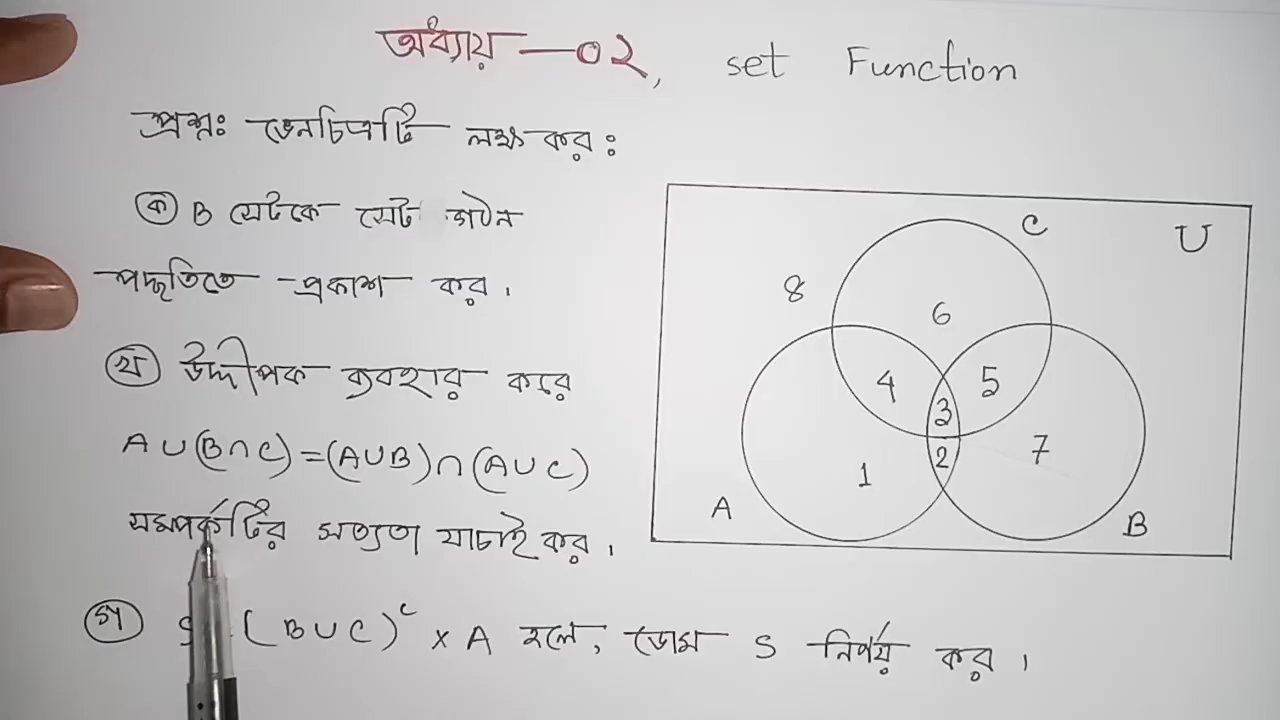 অধ্যায় — ০২, set Function
প্রশ্নঃ ভেনচিত্রটি লক্ষ কর :
ক B সেটকে সেট গঠন
পদ্ধতিতে প্রকাশ কর ।
খ উদ্দীপক ব্যবহার করে
A∪(B∩C)=(A∪B)∩(A∪C)
সম্পর্কটির সত্যতা যাচাই কর ।
গ S (B∪C)ᶜ × A হলে, ডোম S নির্ণয় কর ।
C
U
8
6
4
5
3
1
2
7
A
B